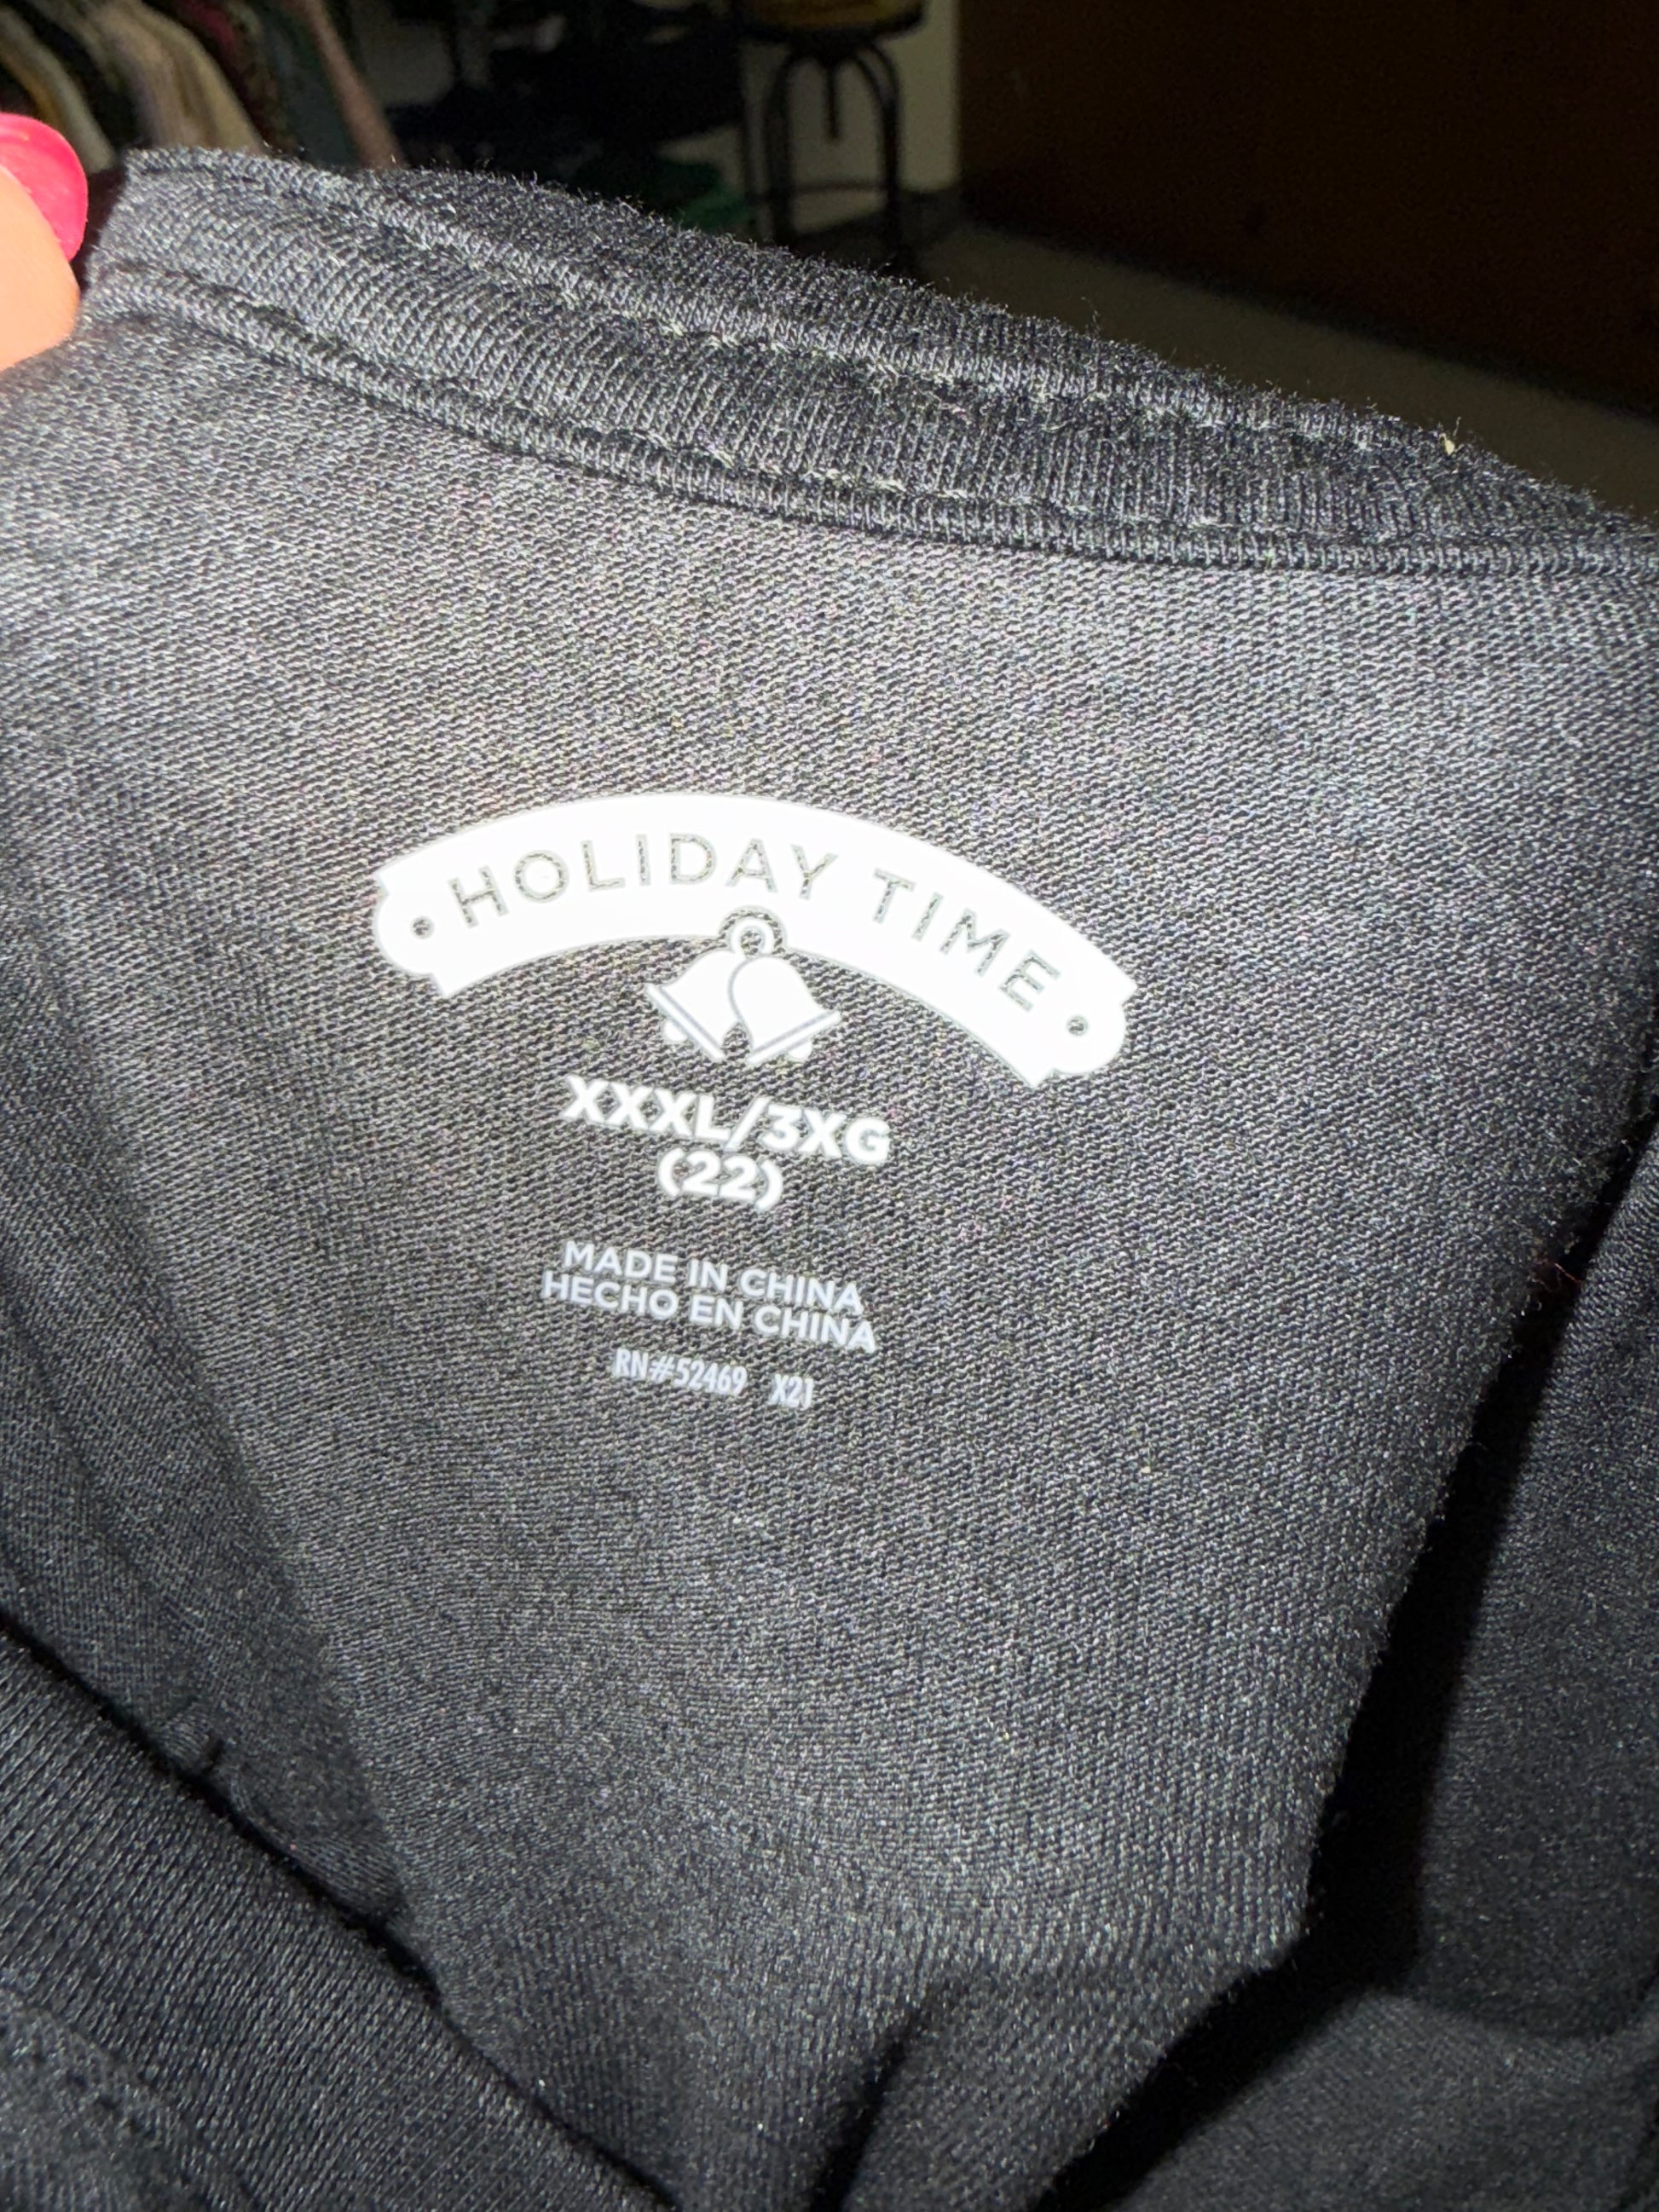 HOLIDAY TIME
XXXL/3XG
(22)
MADE IN CHINA
HECHO EN CHINA
RN#52469 X21